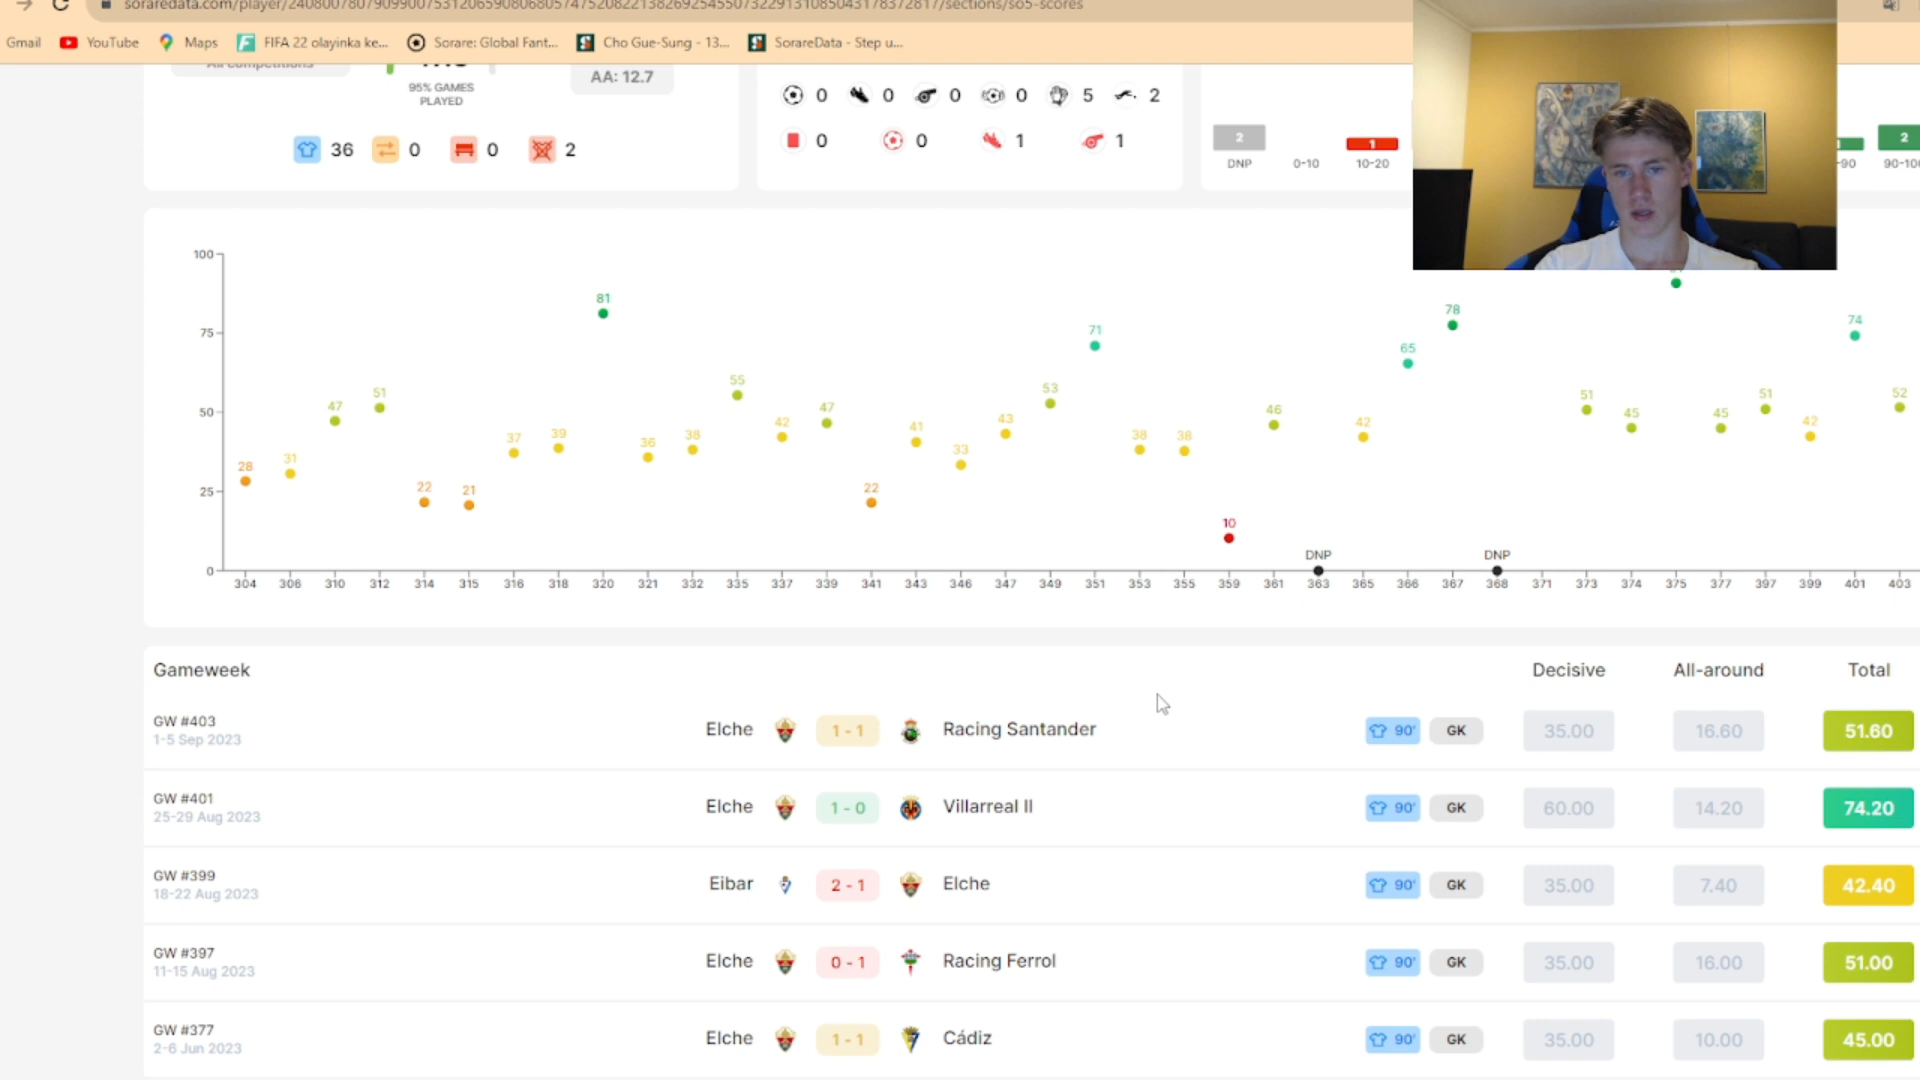 soraredata.com/player/24080078079099007531206590806805747520822138269254550732291310850431783728​17/sections/so5-scores
Gmail YouTube Maps FIFA 22 olayinka ke... Sorare: Global Fant... Cho Gue-Sung - 13... SorareData - Step u...
All competitions
95% GAMES
PLAYED
AA: 12.7
36 0 0 2
0 0 0 0 5 2
0 0 1 1
2 1 2
DNP 0-10 10-20 -90 90-100
100
75
50
25
0
28 31 47 51 22 21 37 39 81 36 38 55 42 47 22 41 33 43 53 71 38 38 10 46 DNP 42 65 78 DNP 51 45 45 51 42 74 52
304 306 310 312 314 315 316 318 320 321 332 335 337 339 341 343 346 347 349 351 353 355 359 361 363 365 366 367 368 371 373 374 375 377 397 399 401 403
Gameweek Decisive All-around Total
GW #403
1-5 Sep 2023
Elche 1 - 1 Racing Santander 90' GK 35.00 16.60 51.60
GW #401
25-29 Aug 2023
Elche 1 - 0 Villarreal II 90' GK 60.00 14.20 74.20
GW #399
18-22 Aug 2023
Eibar 2 - 1 Elche 90' GK 35.00 7.40 42.40
GW #397
11-15 Aug 2023
Elche 0 - 1 Racing Ferrol 90' GK 35.00 16.00 51.00
GW #377
2-6 Jun 2023
Elche 1 - 1 Cádiz 90' GK 35.00 10.00 45.00